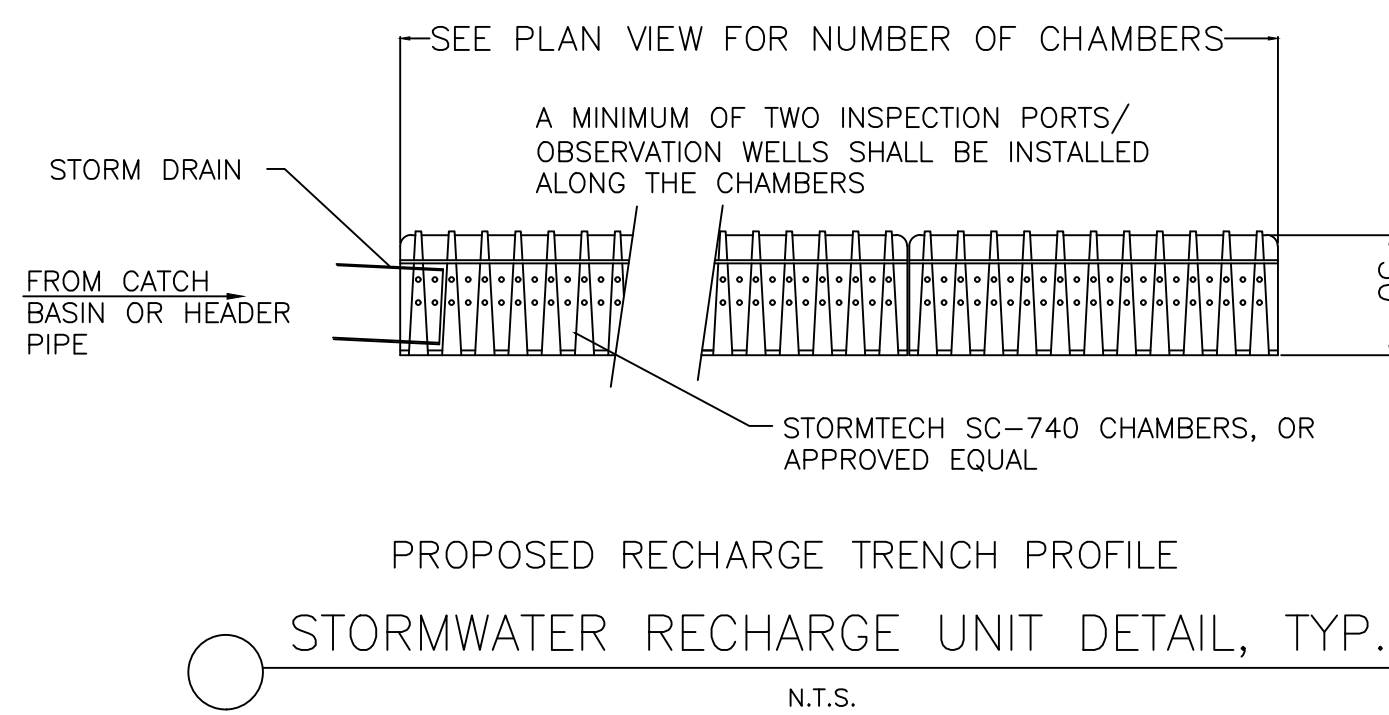 SEE PLAN VIEW FOR NUMBER OF CHAMBERS
A MINIMUM OF TWO INSPECTION PORTS/
OBSERVATION WELLS SHALL BE INSTALLED
ALONG THE CHAMBERS
STORM DRAIN
FROM CATCH
BASIN OR HEADER
PIPE
STORMTECH SC-740 CHAMBERS, OR
APPROVED EQUAL
PROPOSED RECHARGE TRENCH PROFILE
STORMWATER RECHARGE UNIT DETAIL, TYP.
N.T.S.